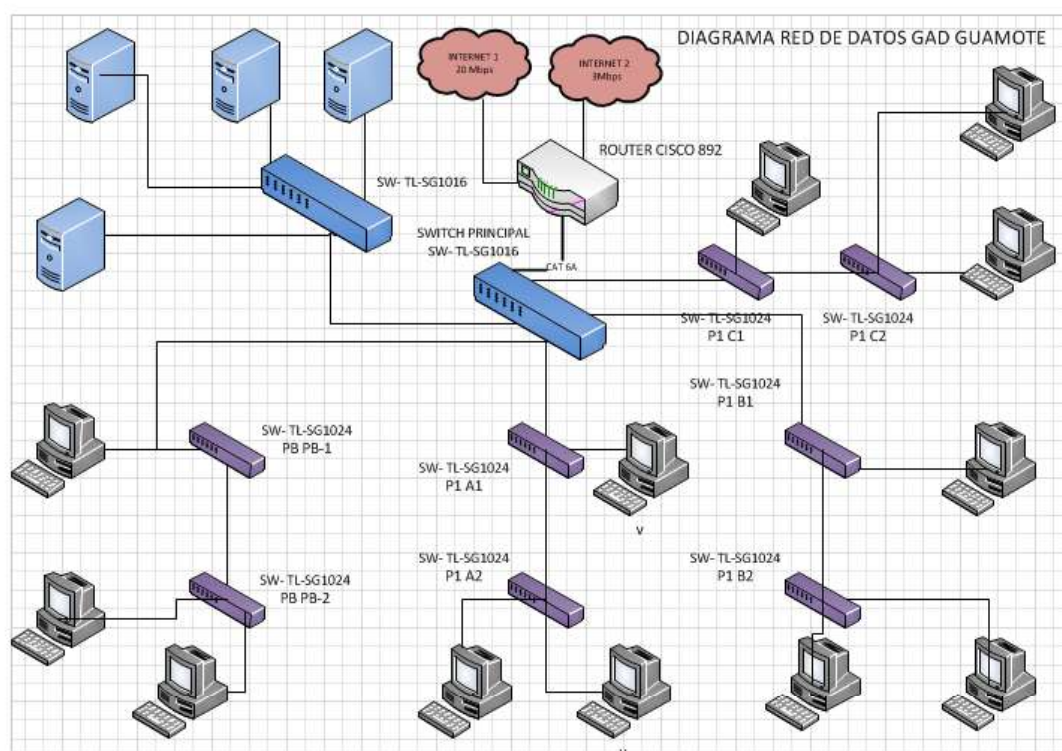 DIAGRAMA RED DE DATOS GAD GUAMOTE
INTERNET 1
20 Mbps
INTERNET 2
3Mbps
ROUTER CISCO 892
SW- TL-SG1016
SWITCH PRINCIPAL
SW- TL-SG1016
CAT 6A
SW- TL-SG1024
P1 C1
SW- TL-SG1024
P1 C2
SW- TL-SG1024
P1 B1
SW- TL-SG1024
PB PB-1
SW- TL-SG1024
P1 A1
v
SW- TL-SG1024
PB PB-2
SW- TL-SG1024
P1 A2
SW- TL-SG1024
P1 B2